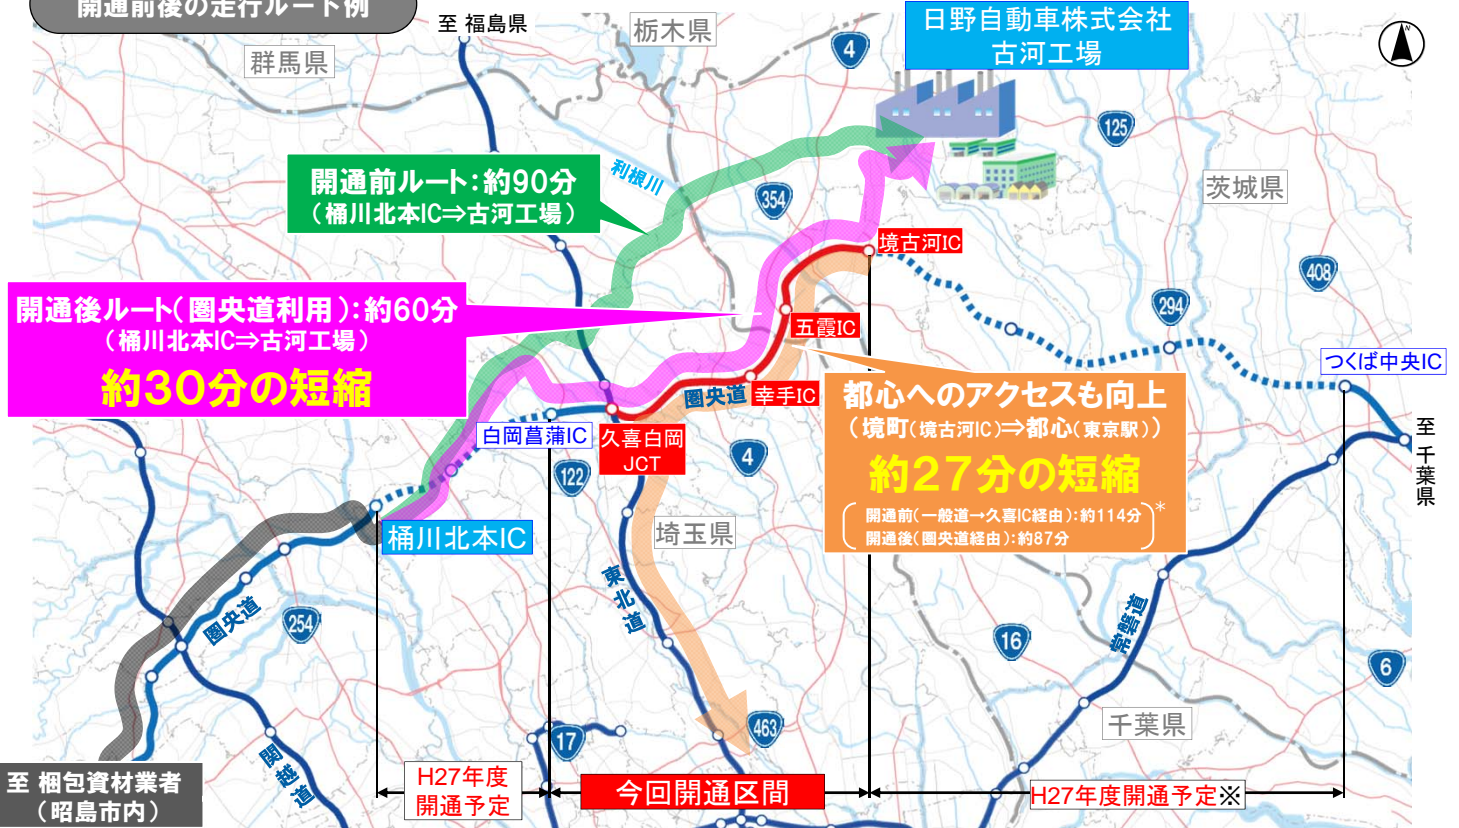 開通前後の走行ルート例
至 福島県
栃木県
群馬県
4
日野自動車株式会社
古河工場
125
利根川
開通前ルート：約90分
（桶川北本IC⇒古河工場）
354
茨城県
境古河IC
408
294
開通後ルート（圏央道利用）：約60分
（桶川北本IC⇒古河工場）
約30分の短縮
五霞IC
つくば中央IC
圏央道
幸手IC
白岡菖蒲IC
久喜白岡
JCT
都心へのアクセスも向上
（境町（境古河IC）⇒都心（東京駅））
約27分の短縮
開通前（一般道→久喜IC経由）：約114分
開通後（圏央道経由）：約87分
*
至 千葉県
122
4
桶川北本IC
埼玉県
東北道
圏央道
254
常磐道
16
6
463
千葉県
17
関越道
至 梱包資材業者
（昭島市内）
H27年度
開通予定
今回開通区間
H27年度開通予定※